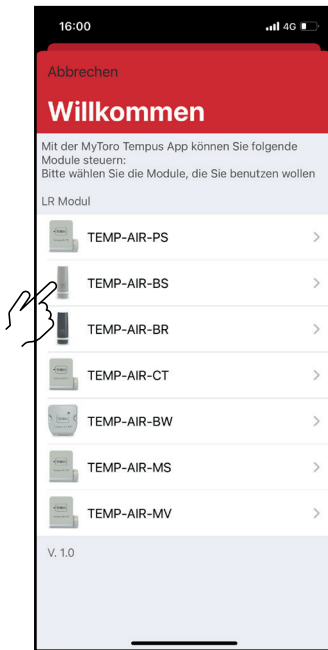 16:00 4G
Abbrechen
Willkommen
Mit der MyToro Tempus App können Sie folgende
Module steuern:
Bitte wählen Sie die Module, die Sie benutzen wollen
LR Modul
TEMP-AIR-PS
TEMP-AIR-BS
TEMP-AIR-BR
TEMP-AIR-CT
TEMP-AIR-BW
TEMP-AIR-MS
TEMP-AIR-MV
V. 1.0